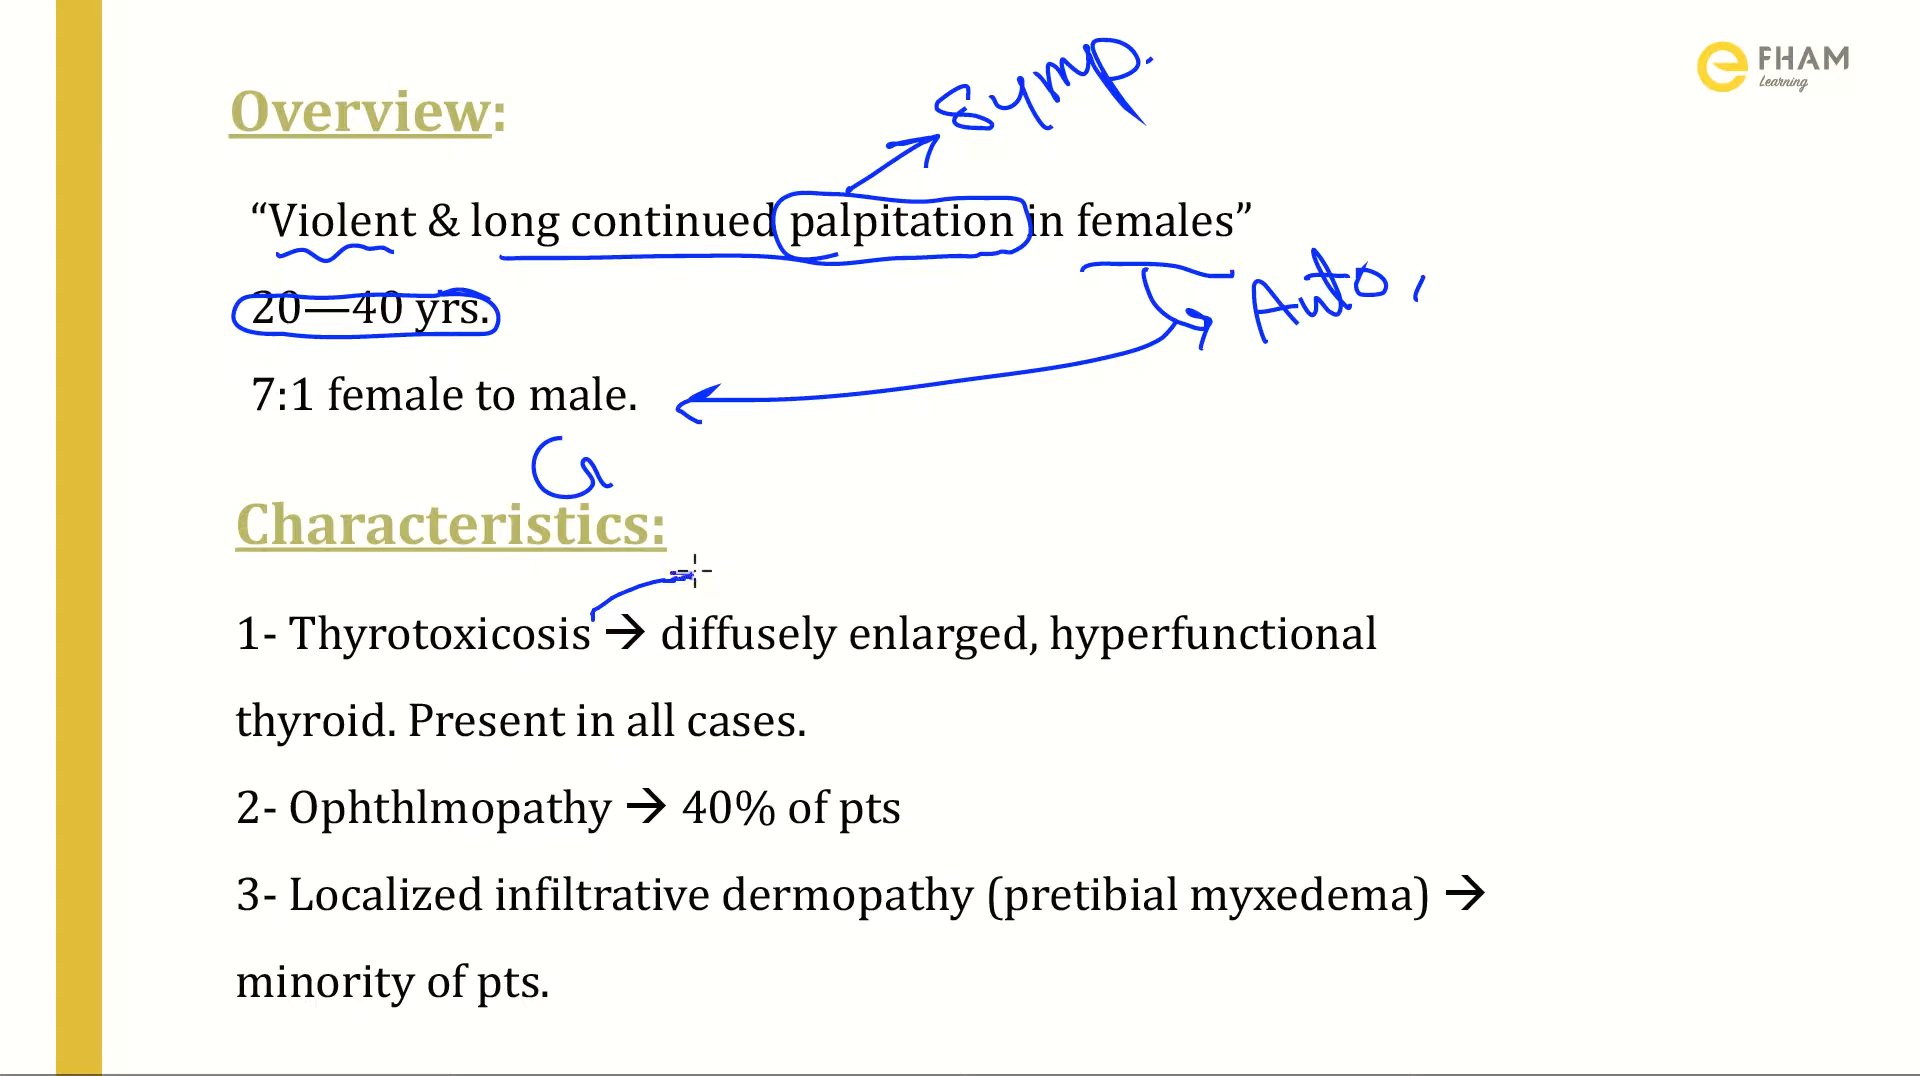 FHAM
Learning
Symp.
Overview:
“Violent & long continued palpitation in females”
Auto,
20—40 yrs.
7:1 female to male.
Characteristics:
1- Thyrotoxicosis → diffusely enlarged, hyperfunctional
thyroid. Present in all cases.
2- Ophthlmopathy → 40% of pts
3- Localized infiltrative dermopathy (pretibial myxedema) →
minority of pts.